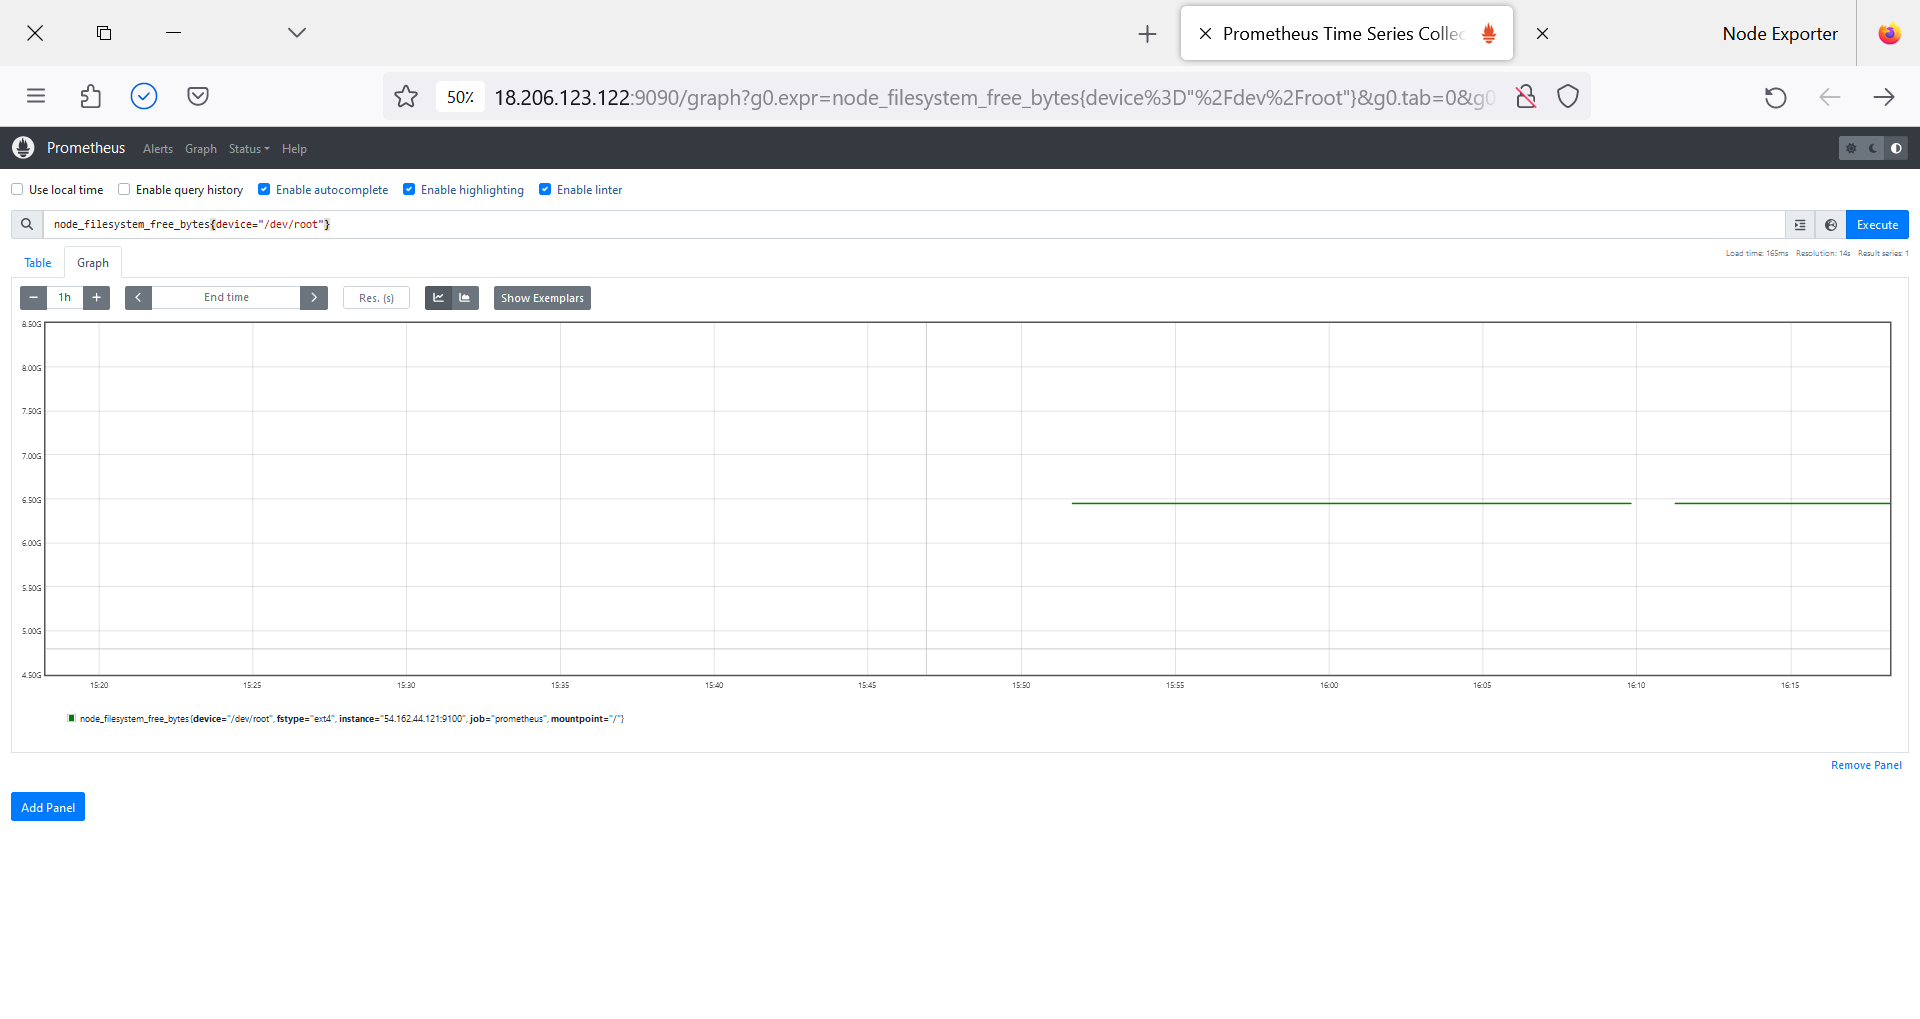 Prometheus Time Series Collec
Node Exporter
50%
18.206.123.122:9090/graph?g0.expr=node_filesystem_free_bytes{device%3D"%2Fdev%2Froot"}&g0.tab=0&g0
Prometheus Alerts Graph Status Help
Use local time Enable query history Enable autocomplete Enable highlighting Enable linter
node_filesystem_free_bytes{device="/dev/root"}
Execute
Table Graph
Load time: 165ms Resolution: 14s Result series: 1
− 1h + End time Res. (s) Show Exemplars
8.50G
8.00G
7.50G
7.00G
6.50G
6.00G
5.50G
5.00G
4.50G
15:20 15:25 15:30 15:35 15:40 15:45 15:50 15:55 16:00 16:05 16:10 16:15
node_filesystem_free_bytes{device="/dev/root", fstype="ext4", instance="54.162.44.121:9100", job="prometheus", mountpoint="/"}
Remove Panel
Add Panel